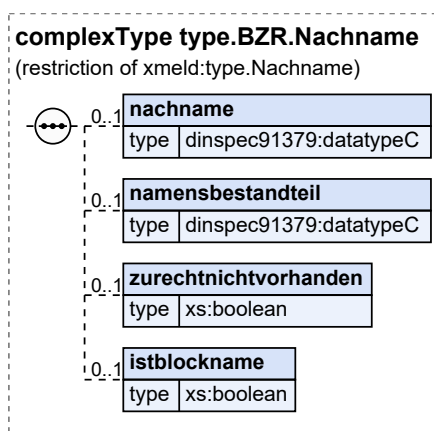 complexType type.BZR.Nachname
(restriction of xmeld:type.Nachname)
0..1 nachname
type dinspec91379:datatypeC
0..1 namensbestandteil
type dinspec91379:datatypeC
0..1 zurechtnichtvorhanden
type xs:boolean
0..1 istblockname
type xs:boolean